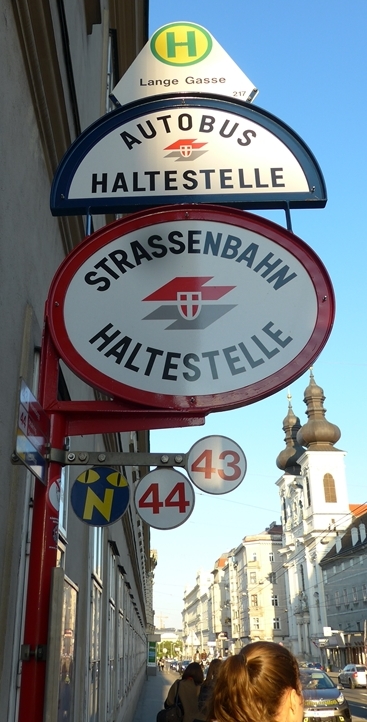 H
Lange Gasse
217
AUTOBUS
HALTESTELLE
STRASSENBAHN
HALTESTELLE
43
44
N